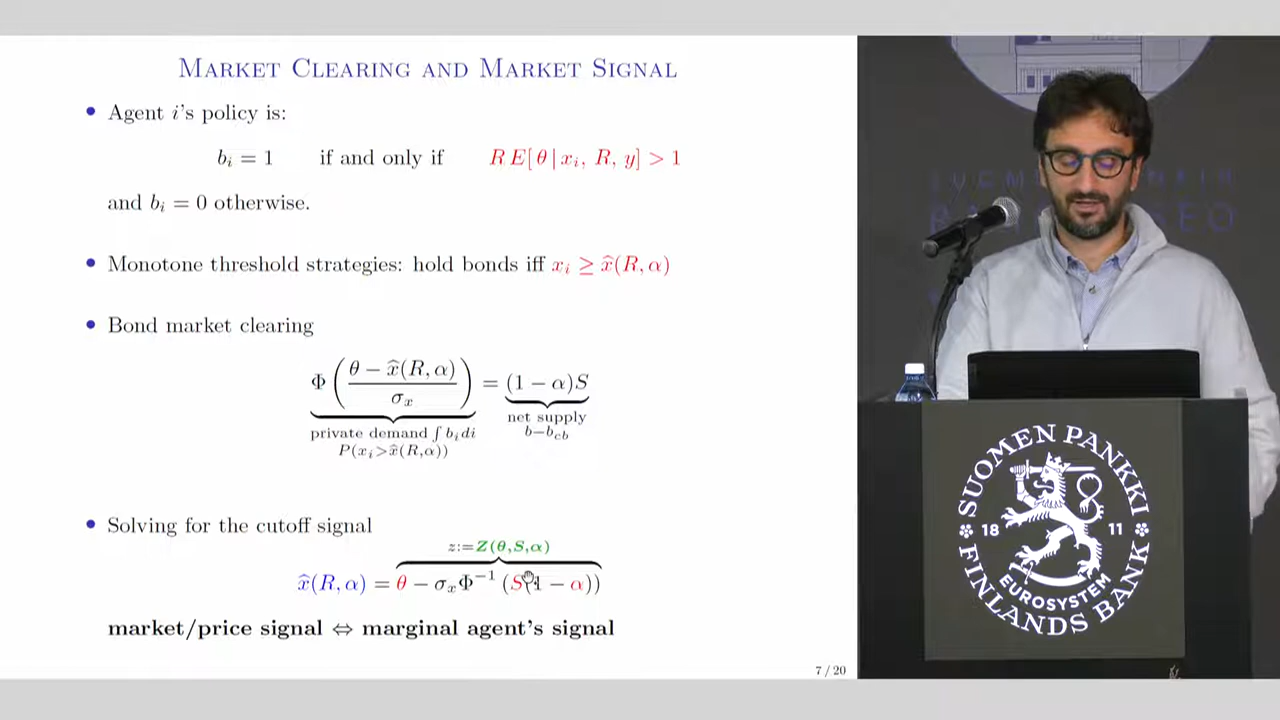 MARKET CLEARING AND MARKET SIGNAL
• Agent i's policy is:
b_i = 1 if and only if R E[θ | x_i, R, y] > 1
and b_i = 0 otherwise.
• Monotone threshold strategies: hold bonds iff x_i ≥ x̂(R, α)
• Bond market clearing
Φ ( (θ − x̂(R, α)) / σ_x ) = (1 − α)S
private demand ∫ b_i di net supply
P(x_i > x̂(R,α)) b−b_cb
• Solving for the cutoff signal
z:=Z(θ,S,α)
x̂(R, α) = θ − σ_x Φ^−1 (S(1 − α))
market/price signal ⇔ marginal agent's signal
7 / 20
SUOMEN PANKKI
18 11
EUROSYSTEM
FINLANDS BANK